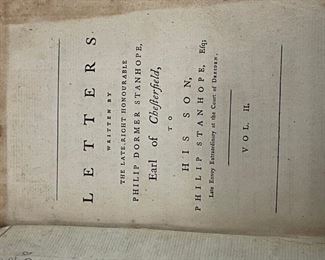 LETTERS
WRITTEN BY
THE LATE RIGHT HONOURABLE
PHILIP DORMER STANHOPE,
Earl of Chesterfield,
TO
HIS SON,
PHILIP STANHOPE, Esq;
Late Envoy Extraordinary at the Court of DRESDEN.
VOL. II.